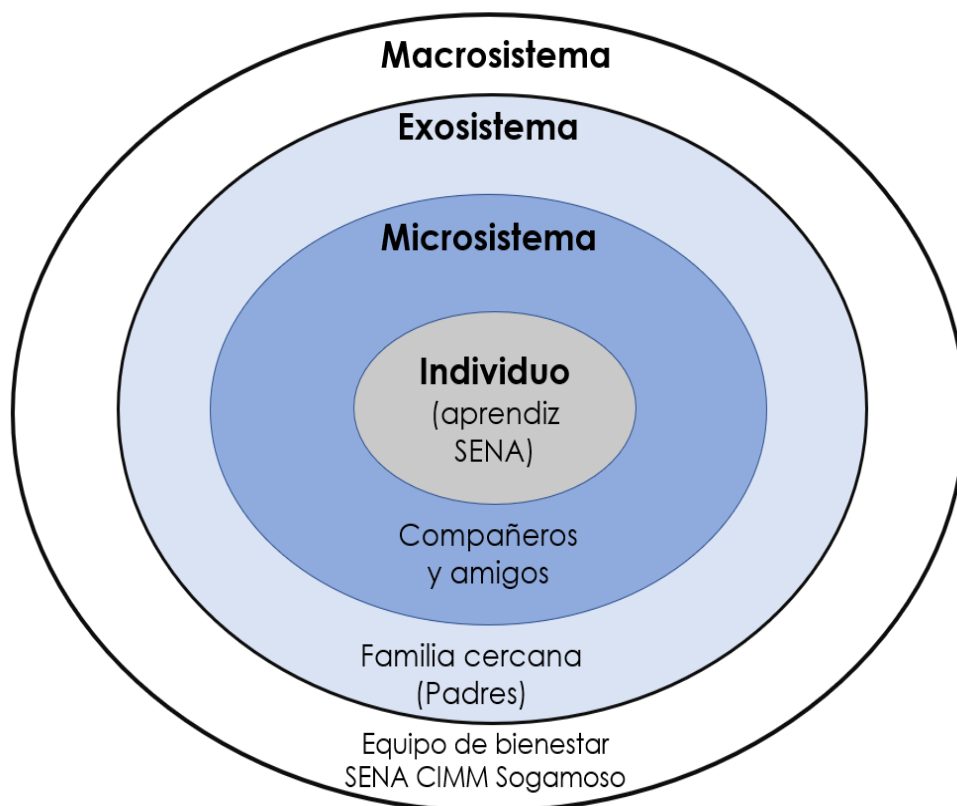 Macrosistema
Exosistema
Microsistema
Individuo
(aprendiz
SENA)
Compañeros
y amigos
Familia cercana
(Padres)
Equipo de bienestar
SENA CIMM Sogamoso